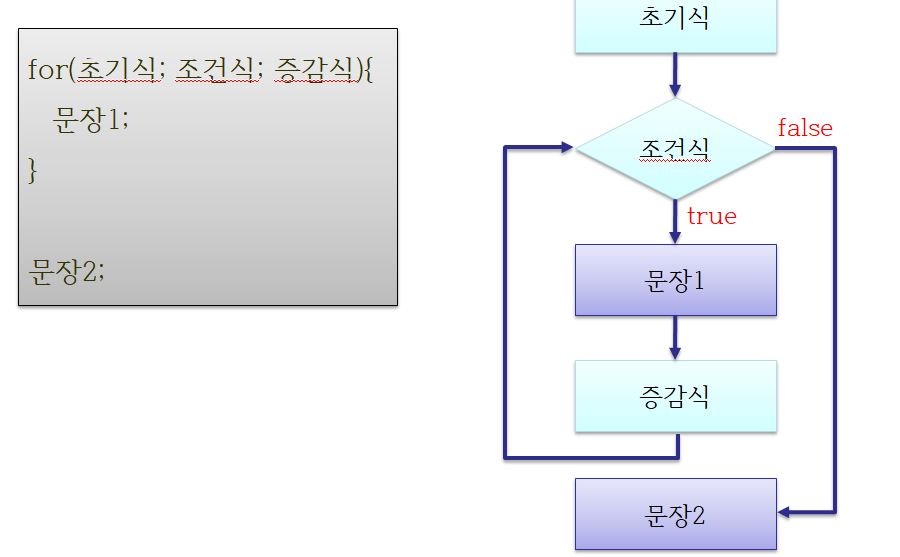 for(초기식; 조건식; 증감식){
문장1;
}
문장2;
초기식
조건식
false
true
문장1
증감식
문장2